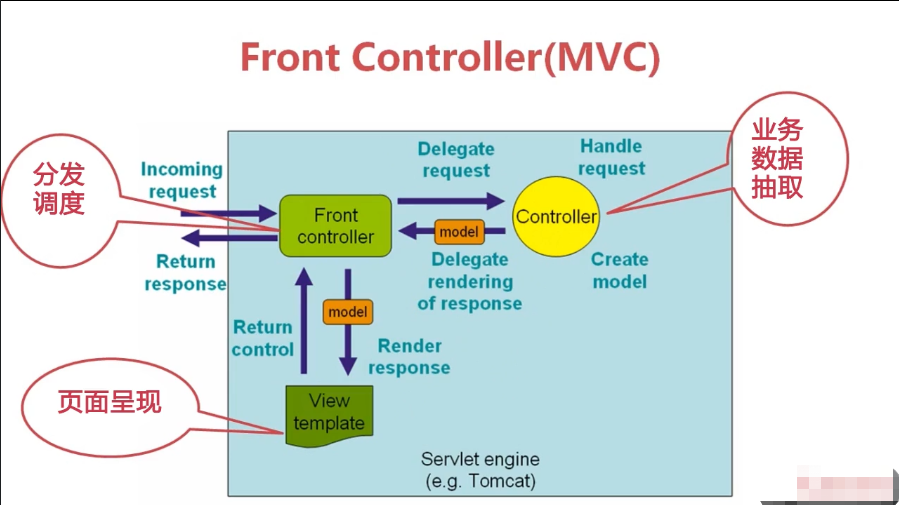 Front Controller(MVC)
分发
调度
业务
数据
抽取
Incoming
request
Delegate
request
Handle
request
Front
controller
model
Controller
Return
response
Delegate
rendering
of response
Create
model
model
Return
control
Render
response
页面呈现
View
template
Servlet engine
(e.g. Tomcat)